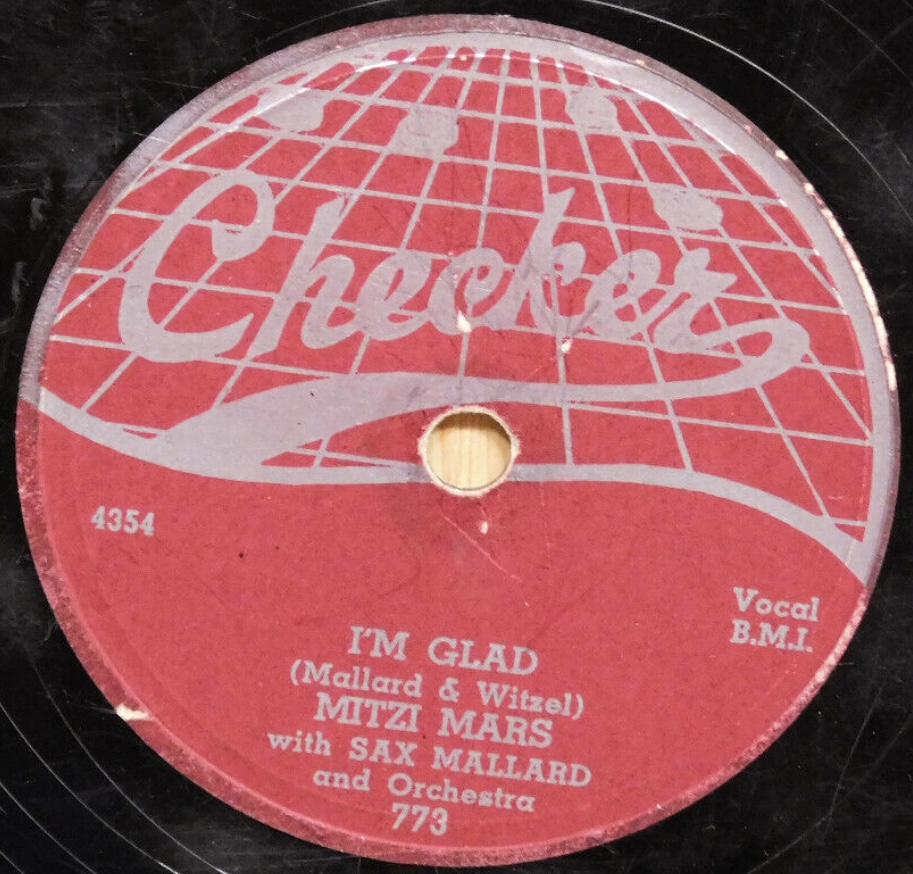 Checker
4354
Vocal
B.M.I.
I'M GLAD
(Mallard & Witzel)
MITZI MARS
with SAX MALLARD
and Orchestra
773